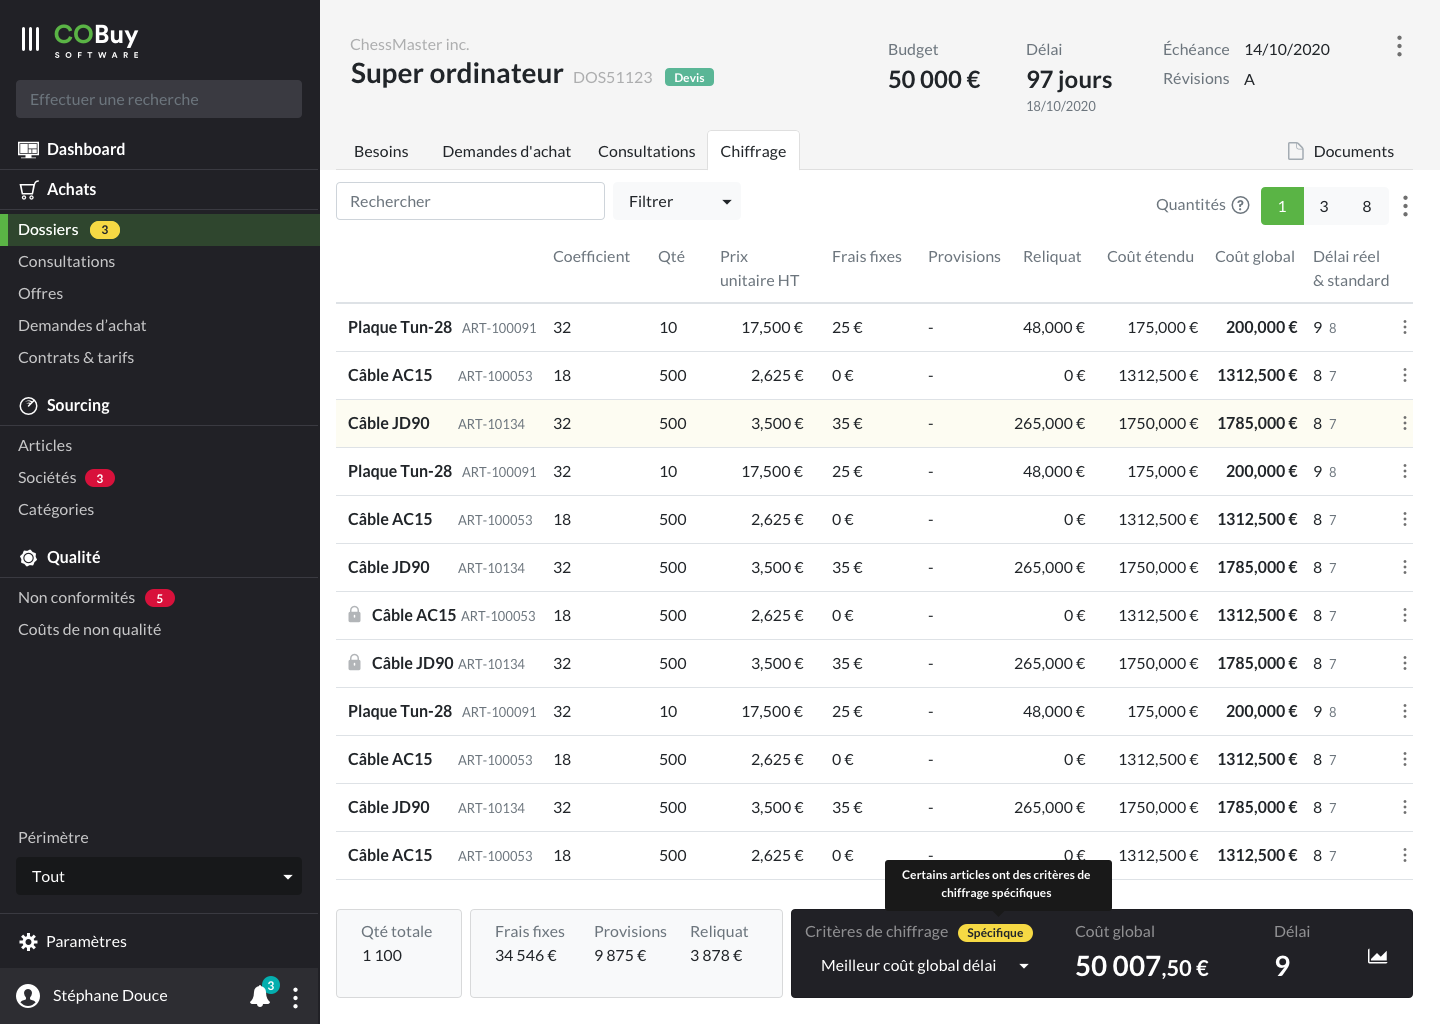 COBuy
SOFTWARE
Effectuer une recherche
Dashboard
Achats
Dossiers 3
Consultations
Offres
Demandes d’achat
Contrats & tarifs
Sourcing
Articles
Sociétés 3
Catégories
Qualité
Non conformités 5
Coûts de non qualité
Périmètre
Tout
Paramètres
Stéphane Douce 3
ChessMaster inc.
Super ordinateur DOS51123 Devis
Budget
50 000 €
Délai
97 jours
18/10/2020
Échéance 14/10/2020
Révisions A
Besoins Demandes d'achat Consultations Chiffrage Documents
Rechercher Filtrer Quantités ? 1 3 8
Coefficient Qté Prix Frais fixes Provisions Reliquat Coût étendu Coût global Délai réel
unitaire HT & standard
Plaque Tun-28 ART-100091 32 10 17,500 € 25 € - 48,000 € 175,000 € 200,000 € 9 8
Câble AC15 ART-100053 18 500 2,625 € 0 € - 0 € 1312,500 € 1312,500 € 8 7
Câble JD90 ART-10134 32 500 3,500 € 35 € - 265,000 € 1750,000 € 1785,000 € 8 7
Plaque Tun-28 ART-100091 32 10 17,500 € 25 € - 48,000 € 175,000 € 200,000 € 9 8
Câble AC15 ART-100053 18 500 2,625 € 0 € - 0 € 1312,500 € 1312,500 € 8 7
Câble JD90 ART-10134 32 500 3,500 € 35 € - 265,000 € 1750,000 € 1785,000 € 8 7
Câble AC15 ART-100053 18 500 2,625 € 0 € - 0 € 1312,500 € 1312,500 € 8 7
Câble JD90 ART-10134 32 500 3,500 € 35 € - 265,000 € 1750,000 € 1785,000 € 8 7
Plaque Tun-28 ART-100091 32 10 17,500 € 25 € - 48,000 € 175,000 € 200,000 € 9 8
Câble AC15 ART-100053 18 500 2,625 € 0 € - 0 € 1312,500 € 1312,500 € 8 7
Câble JD90 ART-10134 32 500 3,500 € 35 € - 265,000 € 1750,000 € 1785,000 € 8 7
Câble AC15 ART-100053 18 500 2,625 € 0 € - 0 € 1312,500 € 1312,500 € 8 7
Certains articles ont des critères de
chiffrage spécifiques
Qté totale
1 100
Frais fixes Provisions Reliquat
34 546 € 9 875 € 3 878 €
Critères de chiffrage Spécifique Coût global Délai
Meilleur coût global délai 50 007,50 € 9